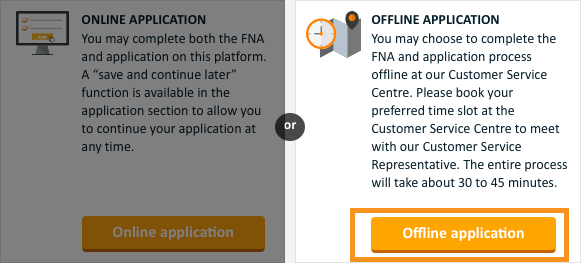 ONLINE APPLICATION
You may complete both the FNA
and application on this platform.
A “save and continue later”
function is available in the
application section to allow you
to continue your application at
any time.
Online application
or
OFFLINE APPLICATION
You may choose to complete the
FNA and application process
offline at our Customer Service
Centre. Please book your
preferred time slot at the
Customer Service Centre to meet
with our Customer Service
Representative. The entire process
will take about 30 to 45 minutes.
Offline application